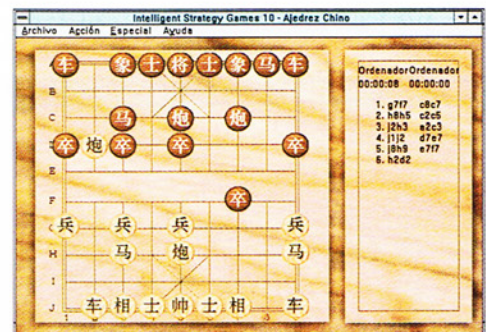 Intelligent Strategy Games 10 - Ajedrez Chino
Archivo Acción Especial Ayuda
车 象 士 将 士 象 马 车
B
C 马 炮 炮
卒 炮 卒 卒 卒
E
F 卒
兵 兵 兵 兵
H 马 炮 马
I
J 车 相 士 帅 士 相 车
OrdenadorOrdenador
00:00:08 00:00:00
1. g7f7 c8c7
2. h8h5 c2c5
3. j2h3 a2c3
4. j1j2 d7e7
5. j8h9 e7f7
6. h2d2